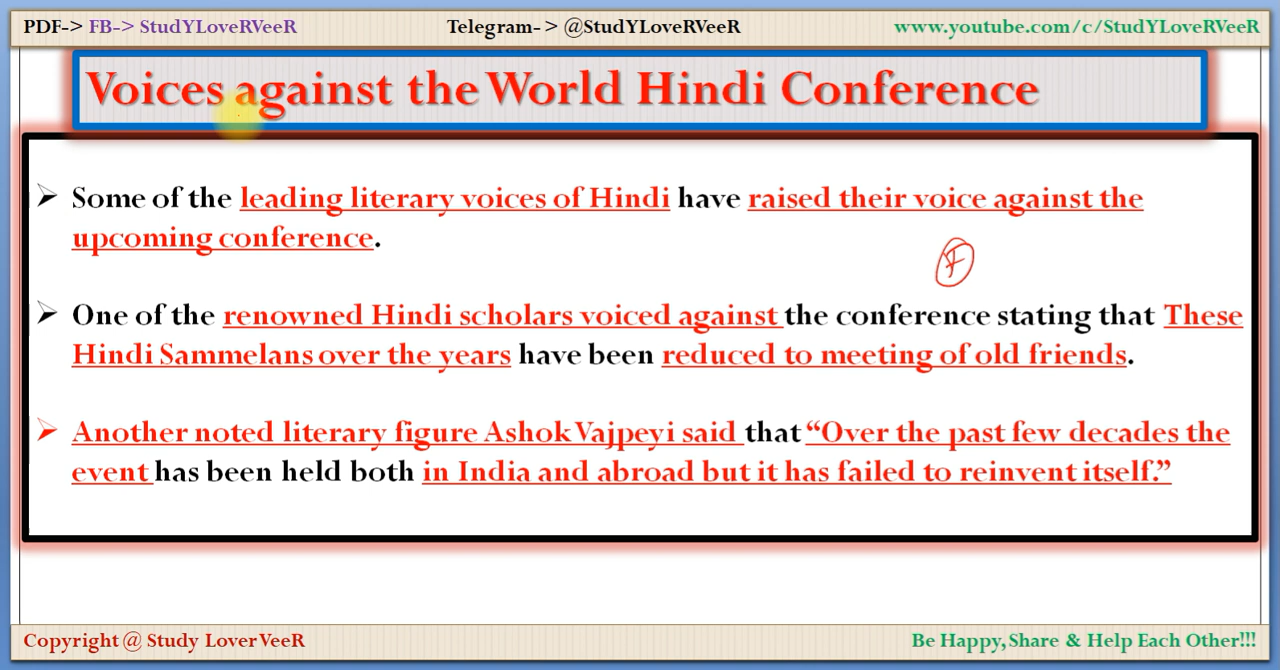 PDF-> FB-> StudYLoveRVeeR Telegram-> @StudYLoveRVeeR www.youtube.com/c/StudYLoveRVeeR
Voices against the World Hindi Conference
➢ Some of the leading literary voices of Hindi have raised their voice against the
upcoming conference.
F
➢ One of the renowned Hindi scholars voiced against the conference stating that These
Hindi Sammelans over the years have been reduced to meeting of old friends.
➢ Another noted literary figure Ashok Vajpeyi said that “Over the past few decades the
event has been held both in India and abroad but it has failed to reinvent itself.”
Copyright @ Study LoverVeeR Be Happy, Share & Help Each Other!!!